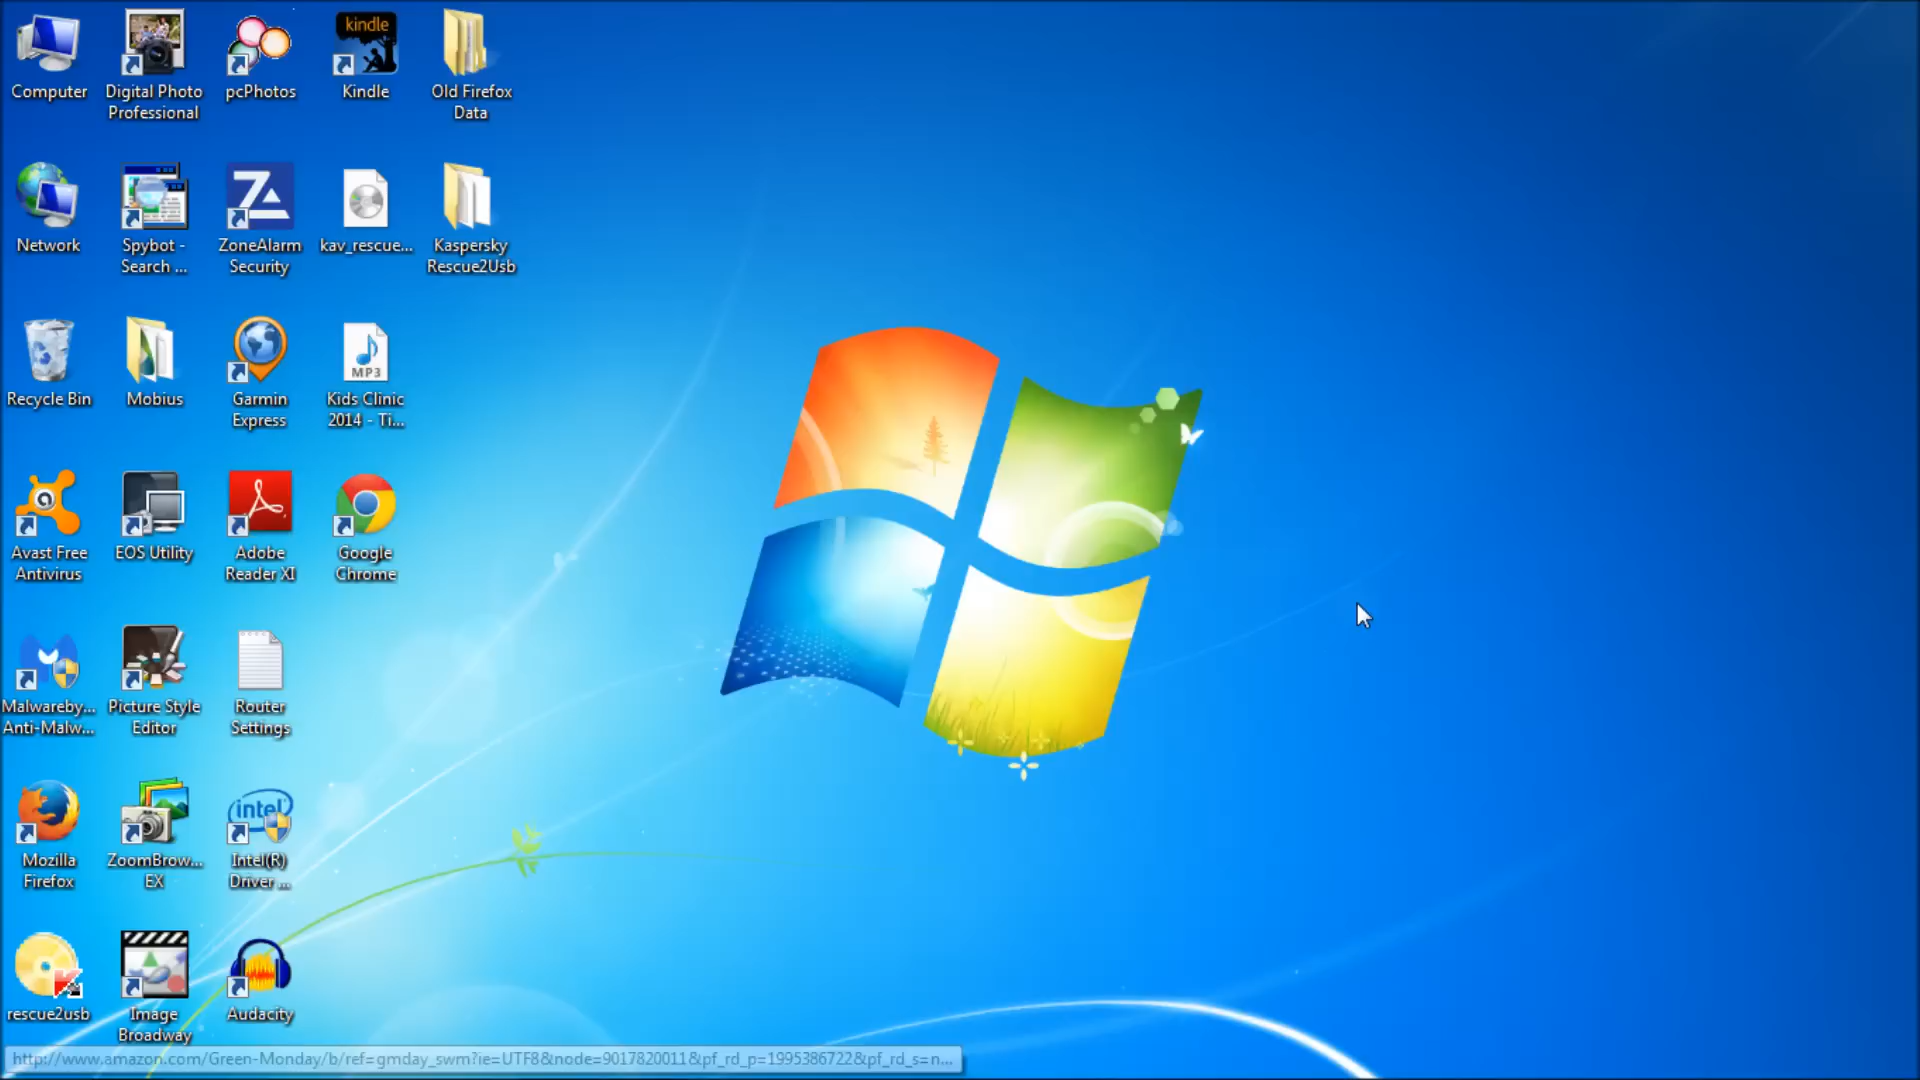 kindle
Computer
Digital Photo
Professional
pcPhotos
Kindle
Old Firefox
Data
Network
Spybot -
Search ...
ZoneAlarm
Security
kav_rescue...
Kaspersky
Rescue2Usb
MP3
Recycle Bin
Mobius
Garmin
Express
Kids Clinic
2014 - Ti...
Avast Free
Antivirus
EOS Utility
Adobe
Reader XI
Google
Chrome
Malwareby...
Anti-Malw...
Picture Style
Editor
Router
Settings
intel
Mozilla
Firefox
ZoomBrow...
EX
Intel(R)
Driver ...
rescue2usb
Image
Broadway
Audacity
http://www.amazon.com/Green-Monday/b/ref=gmday_swm?ie=UTF8&node=9017820011&pf_rd_p=1995386722&pf_rd_s=n...